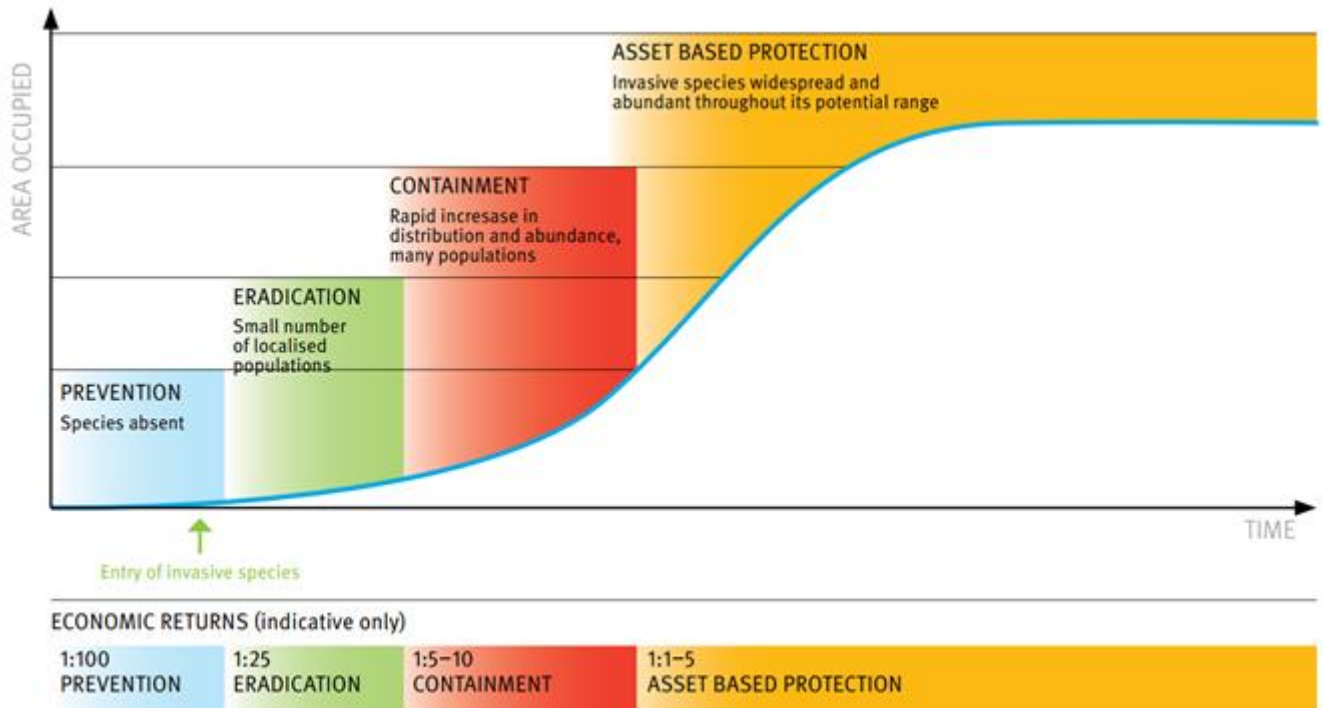 AREA OCCUPIED
ASSET BASED PROTECTION
Invasive species widespread and
abundant throughout its potential range
CONTAINMENT
Rapid incresase in
distribution and abundance,
many populations
ERADICATION
Small number
of localised
populations
PREVENTION
Species absent
TIME
Entry of invasive species
ECONOMIC RETURNS (indicative only)
1:100
PREVENTION
1:25
ERADICATION
1:5–10
CONTAINMENT
1:1–5
ASSET BASED PROTECTION